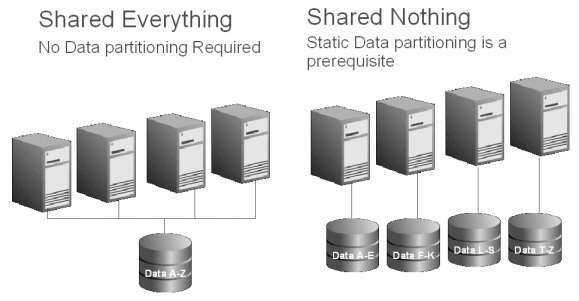 Shared Everything
No Data partitioning Required
Data A-Z
Shared Nothing
Static Data partitioning is a
prerequisite
Data A-E
Data F-K
Data L-S
Data T-Z